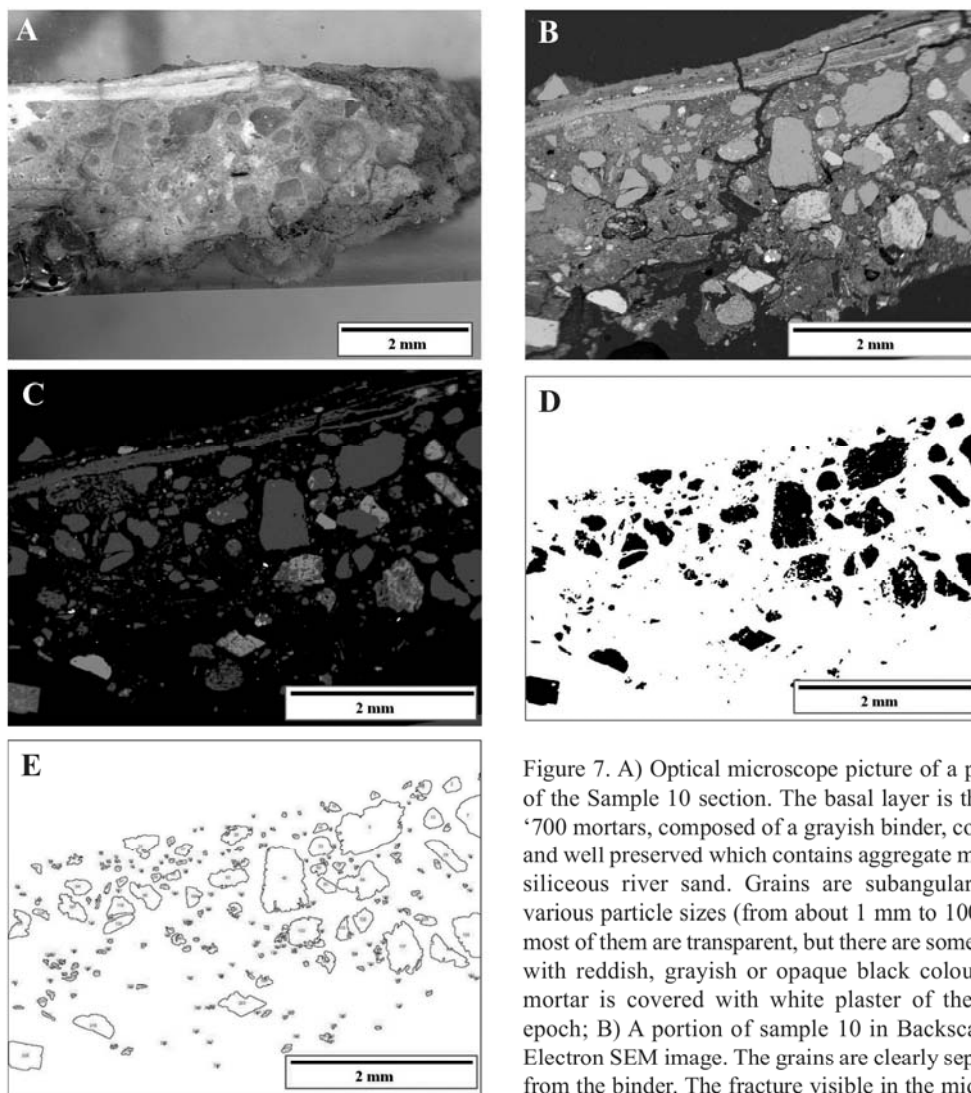 A
2 mm
B
2 mm
C
2 mm
D
2 mm
E
2 mm
Figure 7. A) Optical microscope picture of a p
of the Sample 10 section. The basal layer is th
‘700 mortars, composed of a grayish binder, co
and well preserved which contains aggregate m
siliceous river sand. Grains are subangular
various particle sizes (from about 1 mm to 100
most of them are transparent, but there are some
with reddish, grayish or opaque black colou
mortar is covered with white plaster of the
epoch; B) A portion of sample 10 in Backsca
Electron SEM image. The grains are clearly sep
from the binder. The fracture visible in the mid